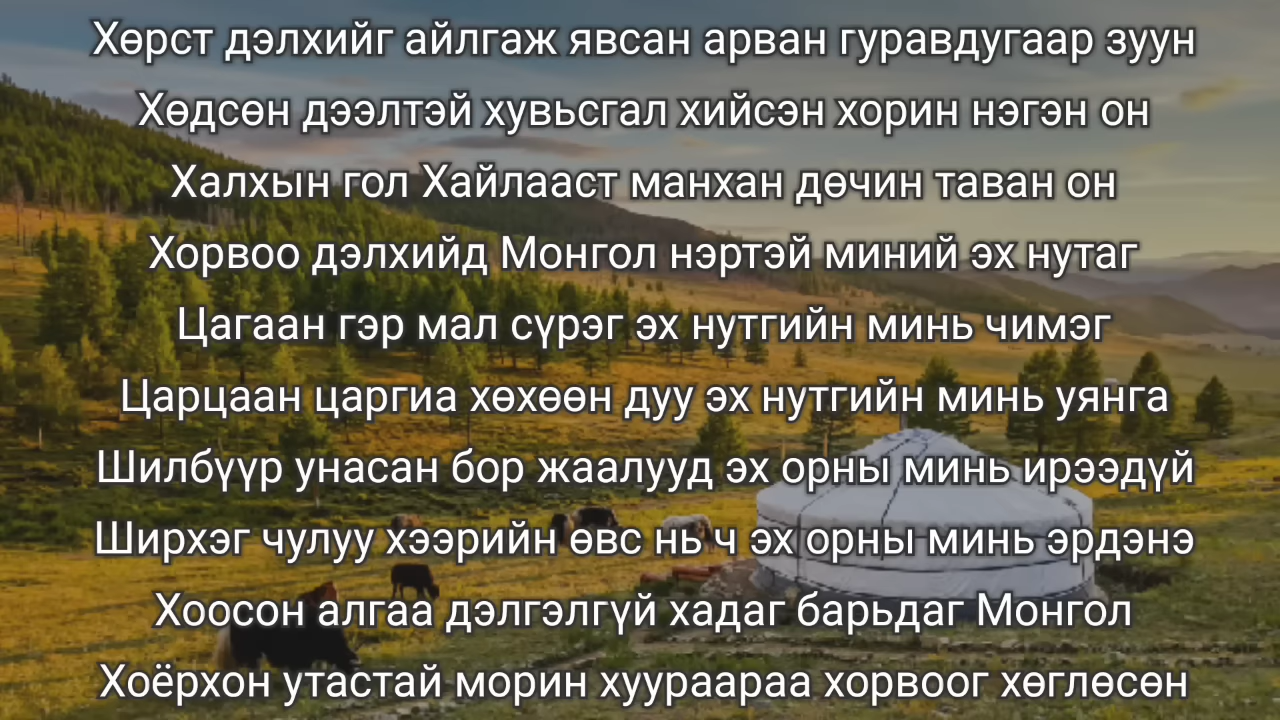 Хөрст дэлхийг айлгаж явсан арван гуравдугаар зуун
Хөдсөн дээлтэй хувьсгал хийсэн хорин нэгэн он
Халхын гол Хайлааст манхан дөчин таван он
Хорвоо дэлхийд Монгол нэртэй миний эх нутаг
Цагаан гэр мал сүрэг эх нутгийн минь чимэг
Царцаан царгиа хөхөөн дуу эх нутгийн минь уянга
Шилбүүр унасан бор жаалууд эх орны минь ирээдүй
Ширхэг чулуу хээрийн өвс нь ч эх орны минь эрдэнэ
Хоосон алгаа дэлгэлгүй хадаг барьдаг Монгол
Хоёрхон утастай морин хуураараа хорвоог хөглөсөн